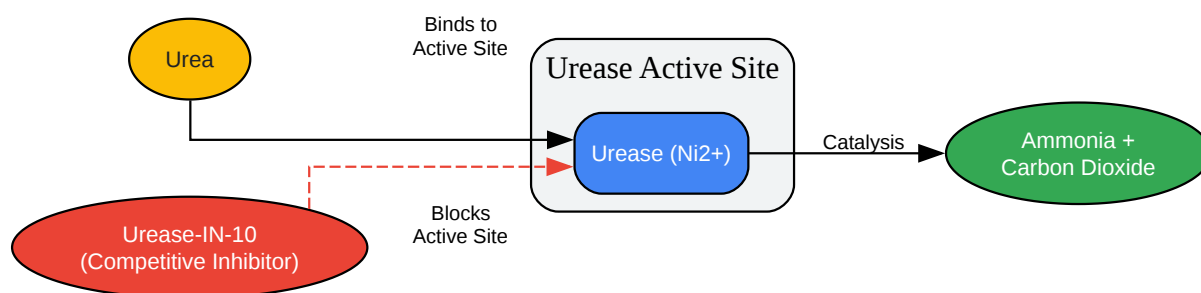 Binds to
Active Site
Urea
Urease Active Site
Urease (Ni2+)
Catalysis
Ammonia +
Carbon Dioxide
Blocks
Active Site
Urease-IN-10
(Competitive Inhibitor)